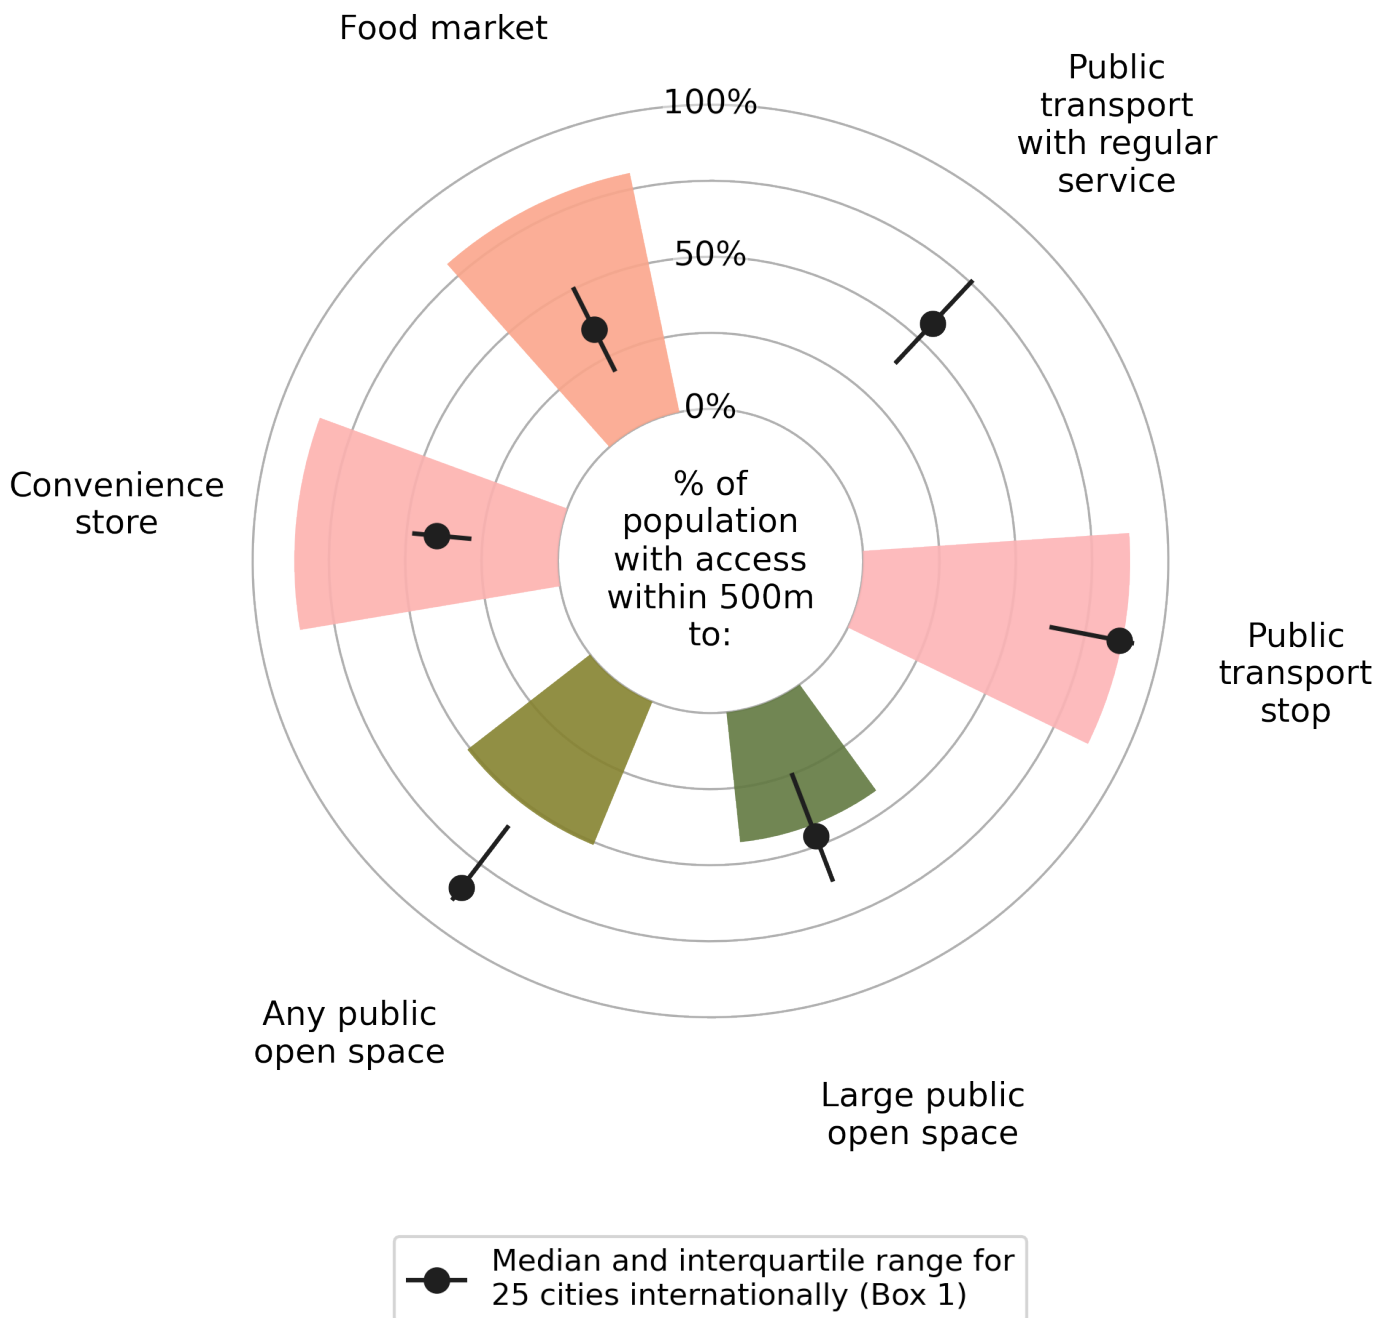 Food market
Public
transport
with regular
service
100%
50%
0%
% of
population
with access
within 500m
to:
Convenience
store
Public
transport
stop
Any public
open space
Large public
open space
Median and interquartile range for
25 cities internationally (Box 1)